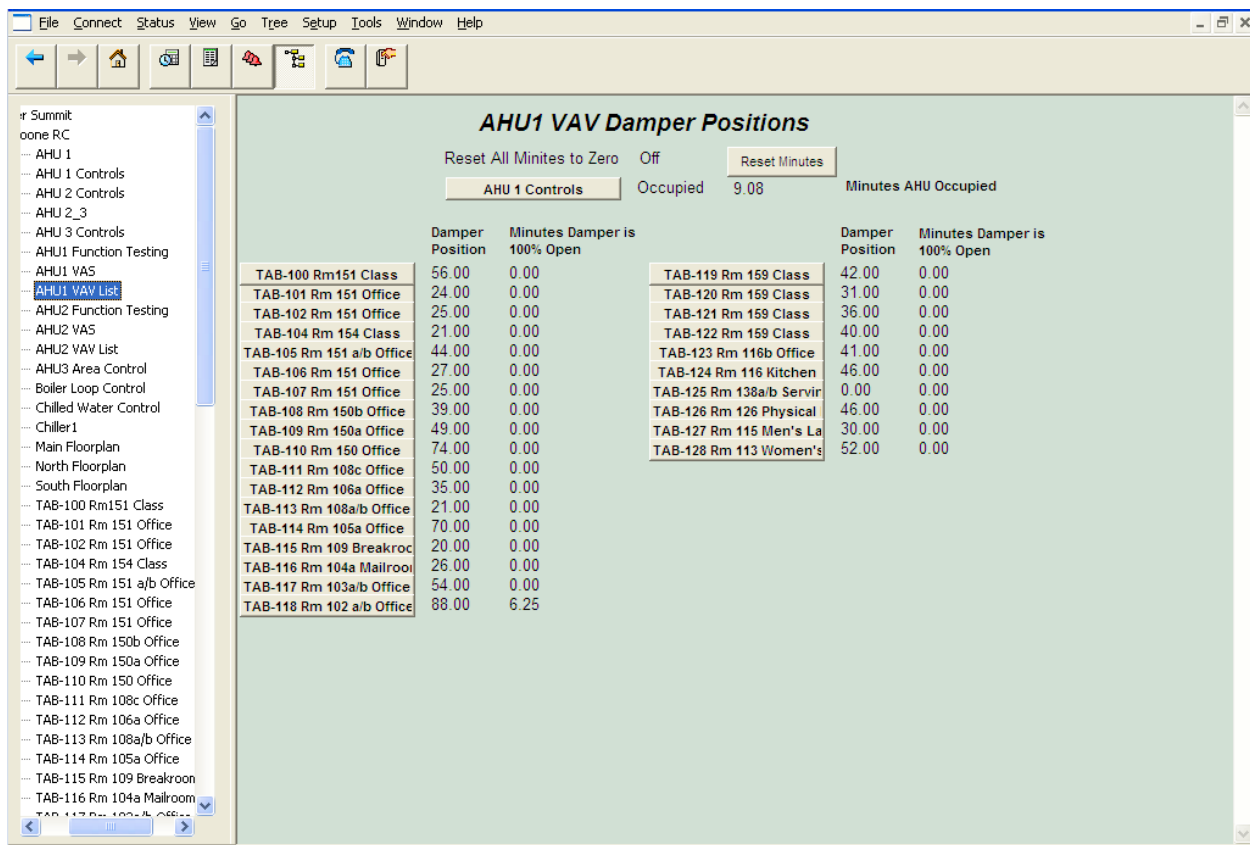 File Connect Status View Go Tree Setup Tools Window Help
r Summit
oone RC
AHU 1
AHU 1 Controls
AHU 2 Controls
AHU 2_3
AHU 3 Controls
AHU1 Function Testing
AHU1 VAS
AHU1 VAV List
AHU2 Function Testing
AHU2 VAS
AHU2 VAV List
AHU3 Area Control
Boiler Loop Control
Chilled Water Control
Chiller1
Main Floorplan
North Floorplan
South Floorplan
TAB-100 Rm151 Class
TAB-101 Rm 151 Office
TAB-102 Rm 151 Office
TAB-104 Rm 154 Class
TAB-105 Rm 151 a/b Office
TAB-106 Rm 151 Office
TAB-107 Rm 151 Office
TAB-108 Rm 150b Office
TAB-109 Rm 150a Office
TAB-110 Rm 150 Office
TAB-111 Rm 108c Office
TAB-112 Rm 106a Office
TAB-113 Rm 108a/b Office
TAB-114 Rm 105a Office
TAB-115 Rm 109 Breakroon
TAB-116 Rm 104a Mailroom
AHU1 VAV Damper Positions
Reset All Minites to Zero Off Reset Minutes
AHU 1 Controls Occupied 9.08 Minutes AHU Occupied
Damper Position Minutes Damper is 100% Open
TAB-100 Rm151 Class 56.00 0.00
TAB-101 Rm 151 Office 24.00 0.00
TAB-102 Rm 151 Office 25.00 0.00
TAB-104 Rm 154 Class 21.00 0.00
TAB-105 Rm 151 a/b Office 44.00 0.00
TAB-106 Rm 151 Office 27.00 0.00
TAB-107 Rm 151 Office 25.00 0.00
TAB-108 Rm 150b Office 39.00 0.00
TAB-109 Rm 150a Office 49.00 0.00
TAB-110 Rm 150 Office 74.00 0.00
TAB-111 Rm 108c Office 50.00 0.00
TAB-112 Rm 106a Office 35.00 0.00
TAB-113 Rm 108a/b Office 21.00 0.00
TAB-114 Rm 105a Office 70.00 0.00
TAB-115 Rm 109 Breakroc 20.00 0.00
TAB-116 Rm 104a Mailrooi 26.00 0.00
TAB-117 Rm 103a/b Office 54.00 0.00
TAB-118 Rm 102 a/b Office 88.00 6.25
Damper Position Minutes Damper is 100% Open
TAB-119 Rm 159 Class 42.00 0.00
TAB-120 Rm 159 Class 31.00 0.00
TAB-121 Rm 159 Class 36.00 0.00
TAB-122 Rm 159 Class 40.00 0.00
TAB-123 Rm 116b Office 41.00 0.00
TAB-124 Rm 116 Kitchen 46.00 0.00
TAB-125 Rm 138a/b Servir 0.00 0.00
TAB-126 Rm 126 Physical 46.00 0.00
TAB-127 Rm 115 Men's La 30.00 0.00
TAB-128 Rm 113 Women's 52.00 0.00